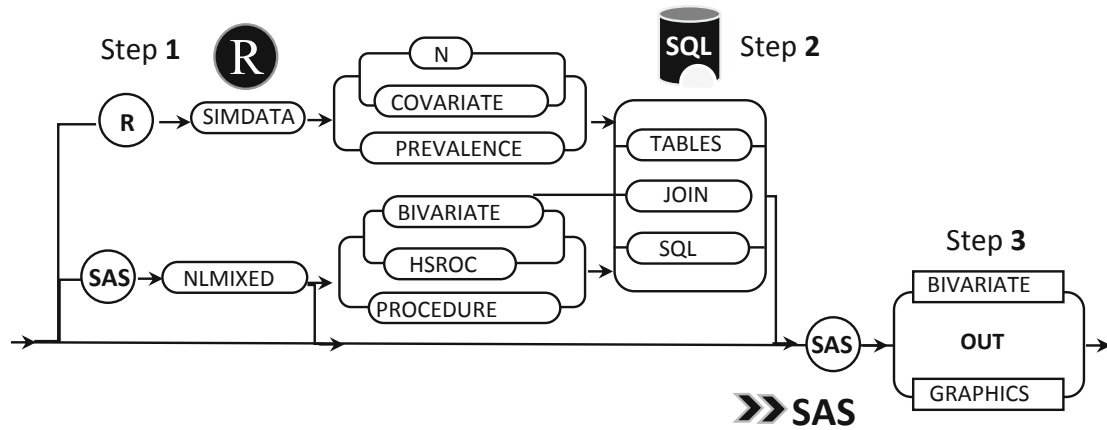 Step 1
R
SQL
Step 2
N
COVARIATE
R
SIMDATA
PREVALENCE
TABLES
JOIN
SQL
BIVARIATE
HSROC
PROCEDURE
SAS
NLMIXED
Step 3
BIVARIATE
SAS
OUT
GRAPHICS
SAS